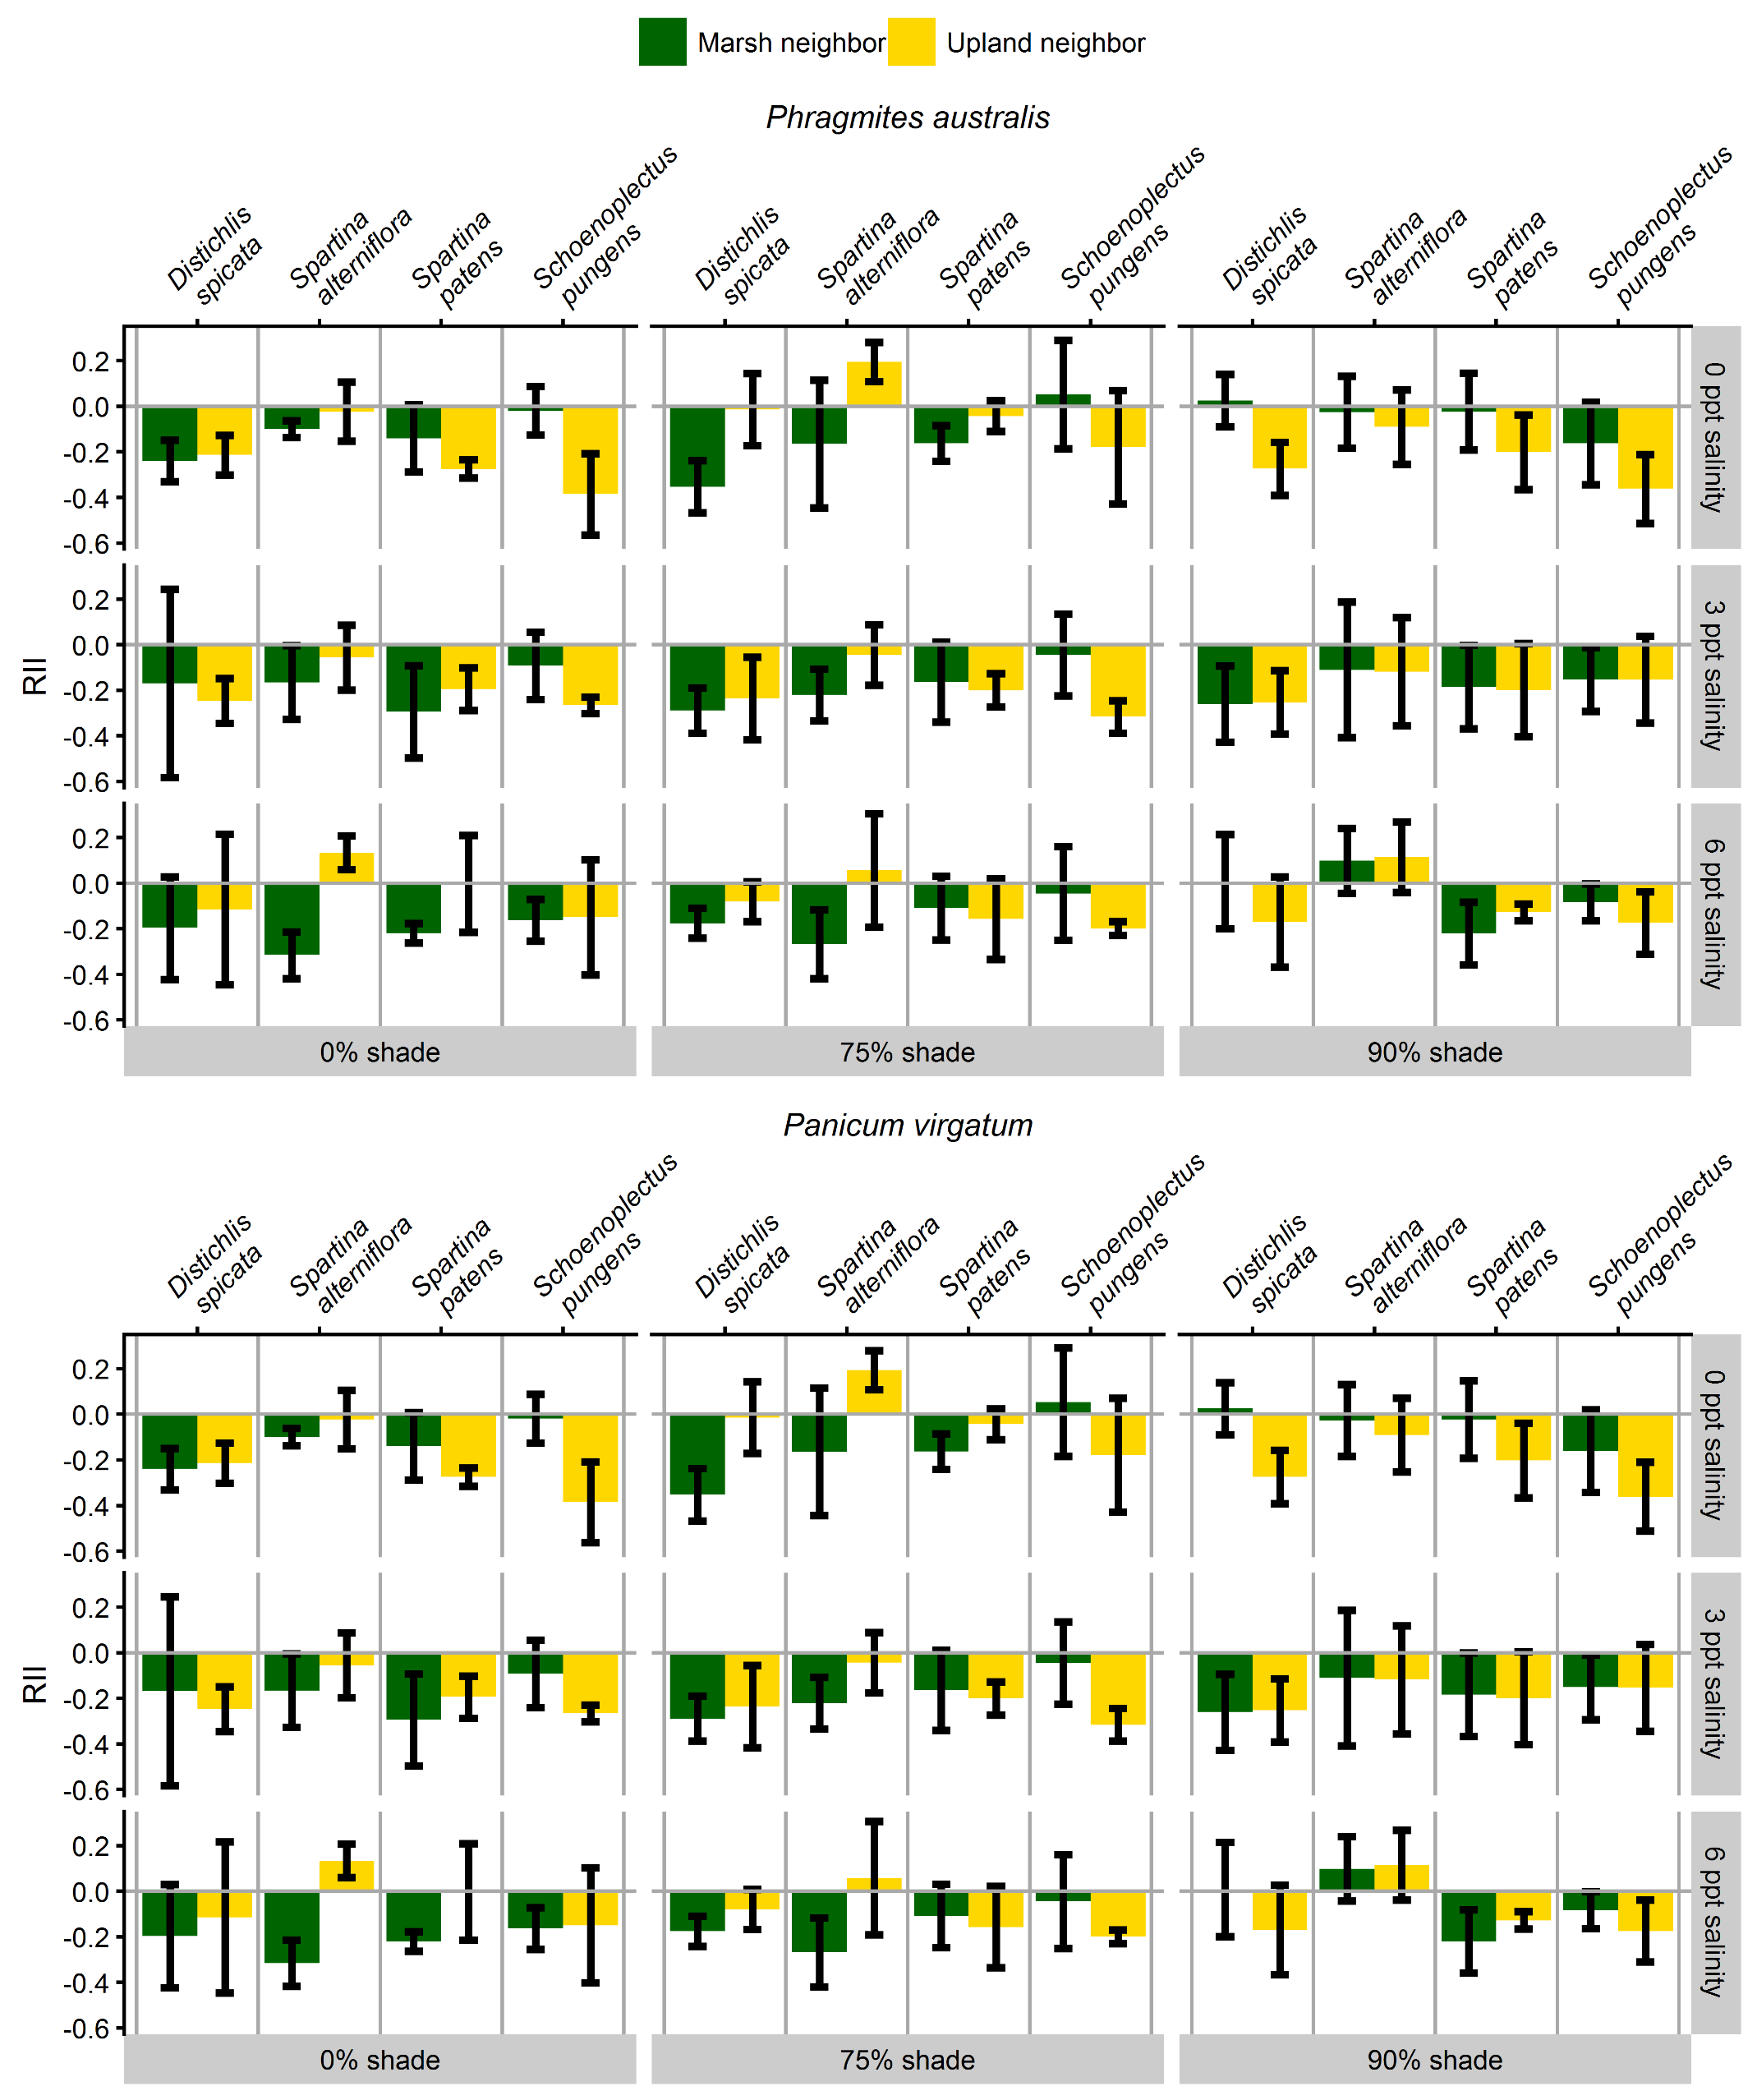 Marsh neighbor Upland neighbor
Phragmites australis
Distichlis
spicata
Spartina
alterniflora
Spartina
patens
Schoenoplectus
pungens
Distichlis
spicata
Spartina
alterniflora
Spartina
patens
Schoenoplectus
pungens
Distichlis
spicata
Spartina
alterniflora
Spartina
patens
Schoenoplectus
pungens
0.2
0.0
-0.2
-0.4
-0.6
0 ppt salinity
RII
0.2
0.0
-0.2
-0.4
-0.6
3 ppt salinity
0.2
0.0
-0.2
-0.4
-0.6
6 ppt salinity
0% shade 75% shade 90% shade
Panicum virgatum
Distichlis
spicata
Spartina
alterniflora
Spartina
patens
Schoenoplectus
pungens
Distichlis
spicata
Spartina
alterniflora
Spartina
patens
Schoenoplectus
pungens
Distichlis
spicata
Spartina
alterniflora
Spartina
patens
Schoenoplectus
pungens
0.2
0.0
-0.2
-0.4
-0.6
0 ppt salinity
RII
0.2
0.0
-0.2
-0.4
-0.6
3 ppt salinity
0.2
0.0
-0.2
-0.4
-0.6
6 ppt salinity
0% shade 75% shade 90% shade